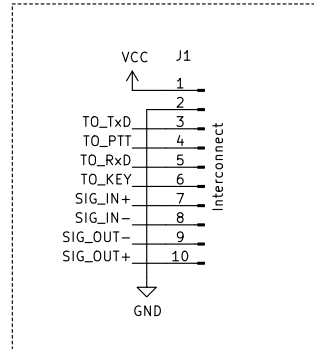 VCC J1
1
2
TO_TxD 3
TO_PTT 4
TO_RxD 5
TO_KEY 6
SIG_IN+ 7
SIG_IN− 8
SIG_OUT− 9
SIG_OUT+ 10
Interconnect
GND